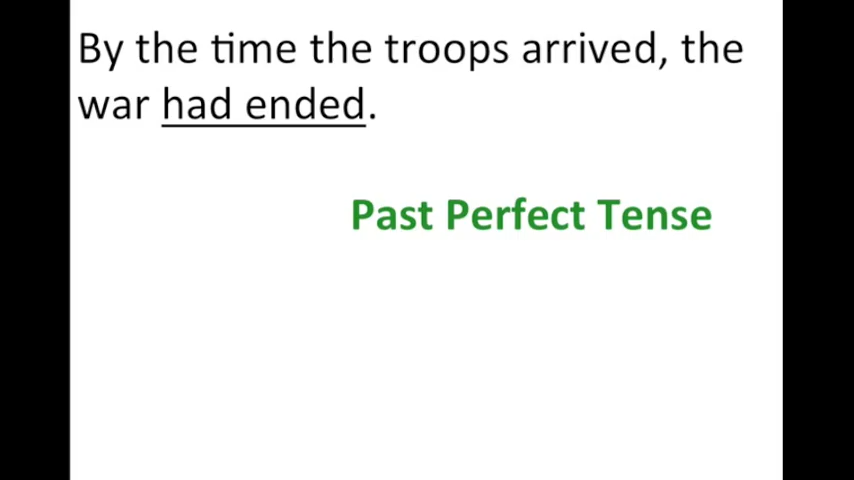 By the time the troops arrived, the
war had ended.
Past Perfect Tense